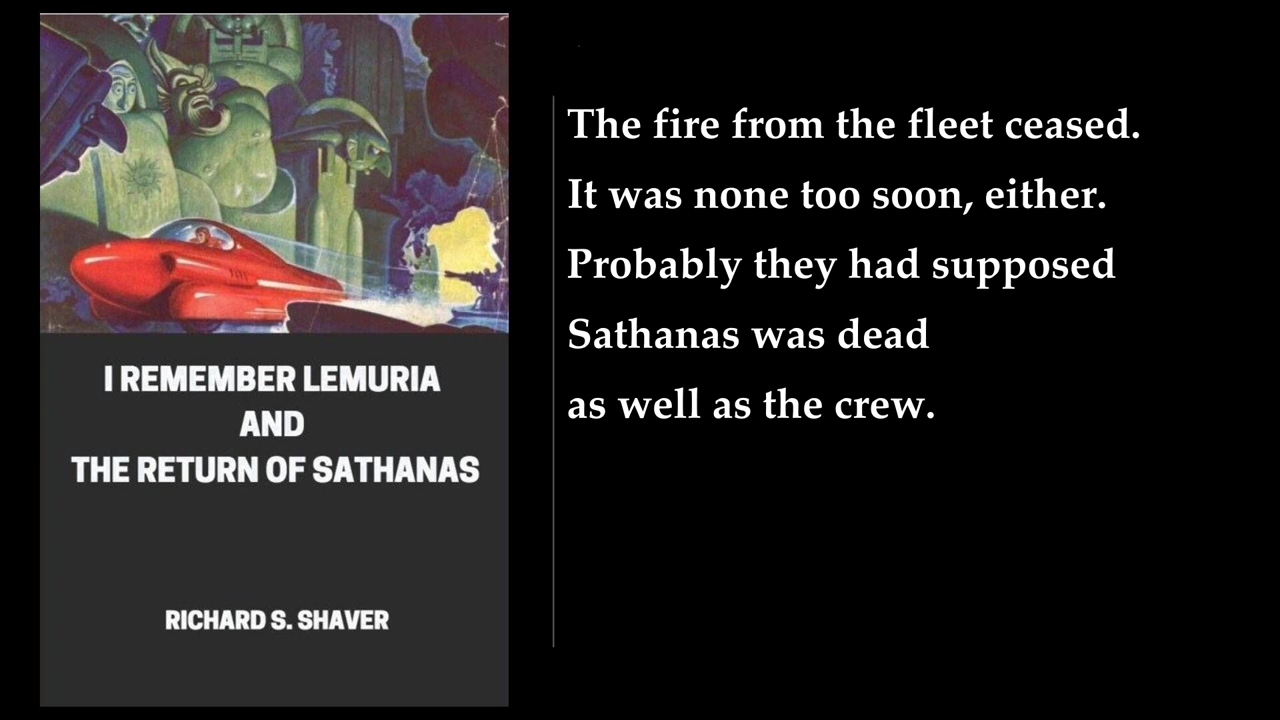 I REMEMBER LEMURIA
AND
THE RETURN OF SATHANAS
RICHARD S. SHAVER
The fire from the fleet ceased.
It was none too soon, either.
Probably they had supposed
Sathanas was dead
as well as the crew.